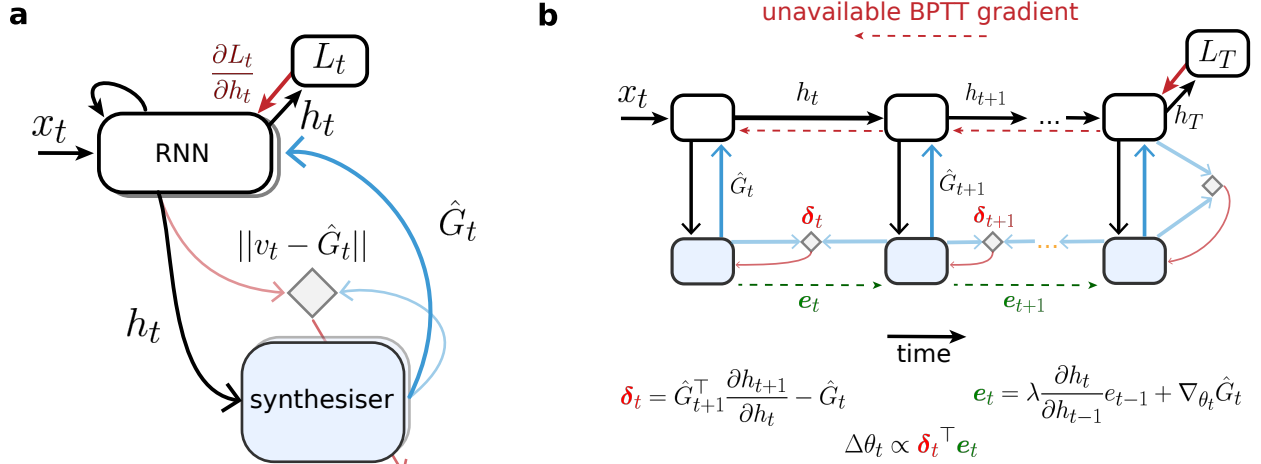 a
∂L_t/∂h_t
L_t
x_t
RNN
h_t
Ĝ_t
||v_t − Ĝ_t||
h_t
synthesiser
b
unavailable BPTT gradient
L_T
x_t
h_t
h_{t+1}
...
h_T
Ĝ_t
Ĝ_{t+1}
δ_t
δ_{t+1}
...
e_t
e_{t+1}
time
δ_t = Ĝ_{t+1}^⊤ ∂h_{t+1}/∂h_t − Ĝ_t
e_t = λ ∂h_t/∂h_{t−1} e_{t−1} + ∇_{θ_t} Ĝ_t
Δθ_t ∝ δ_t^⊤ e_t